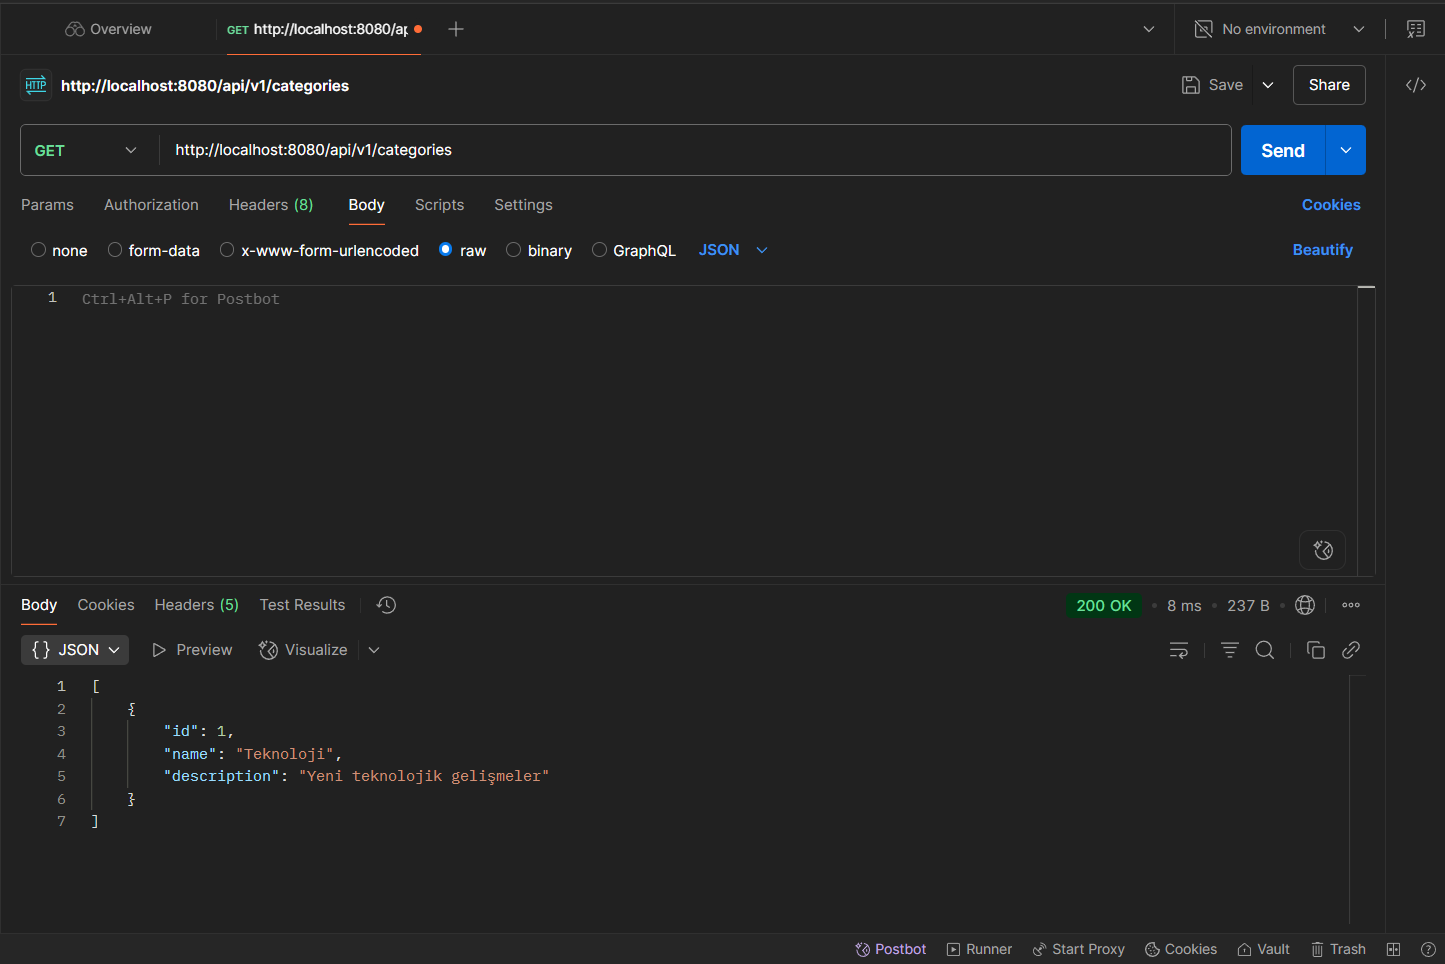 Overview
GET http://localhost:8080/ap
No environment
HTTP http://localhost:8080/api/v1/categories
Save
Share
GET
http://localhost:8080/api/v1/categories
Send
Params Authorization Headers (8) Body Scripts Settings
Cookies
none form-data x-www-form-urlencoded raw binary GraphQL JSON
Beautify
1 Ctrl+Alt+P for Postbot
Body Cookies Headers (5) Test Results
200 OK • 8 ms • 237 B •
{} JSON Preview Visualize
1 [
2 {
3 "id": 1,
4 "name": "Teknoloji",
5 "description": "Yeni teknolojik gelişmeler"
6 }
7 ]
Postbot Runner Start Proxy Cookies Vault Trash